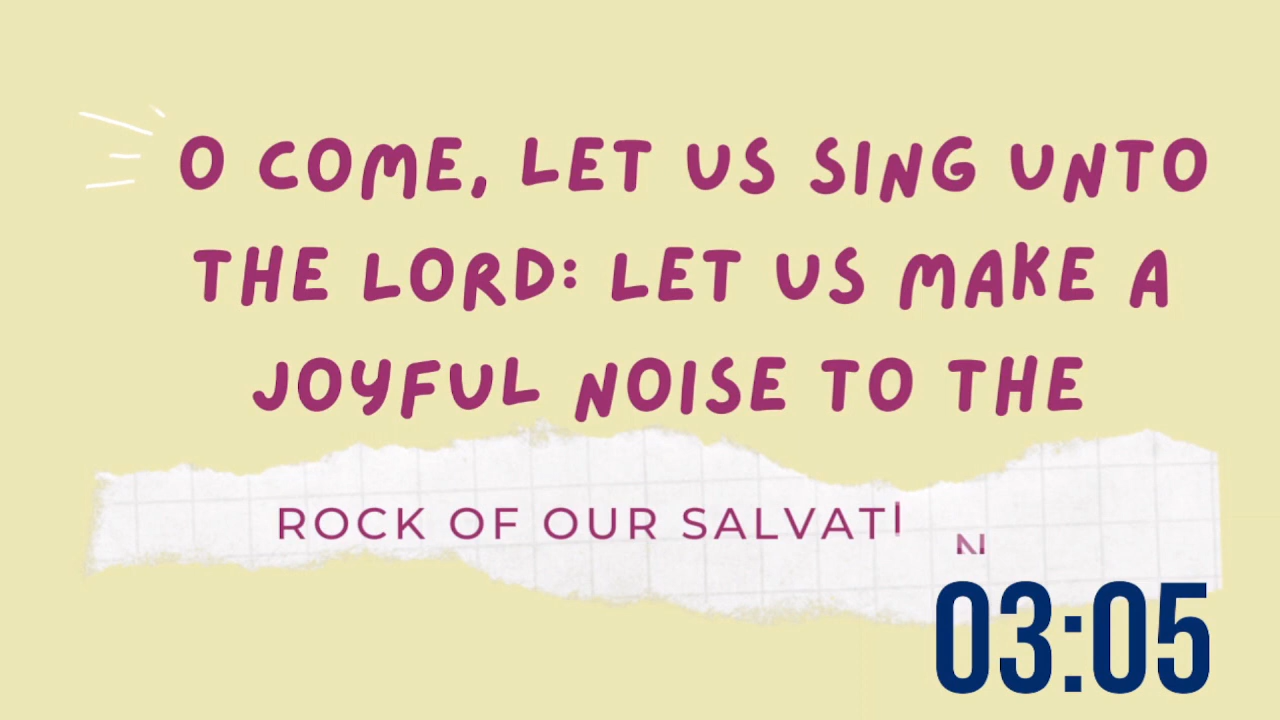 O COME, LET US SING UNTO
THE LORD: LET US MAKE A
JOYFUL NOISE TO THE
ROCK OF OUR SALVATI N
03:05